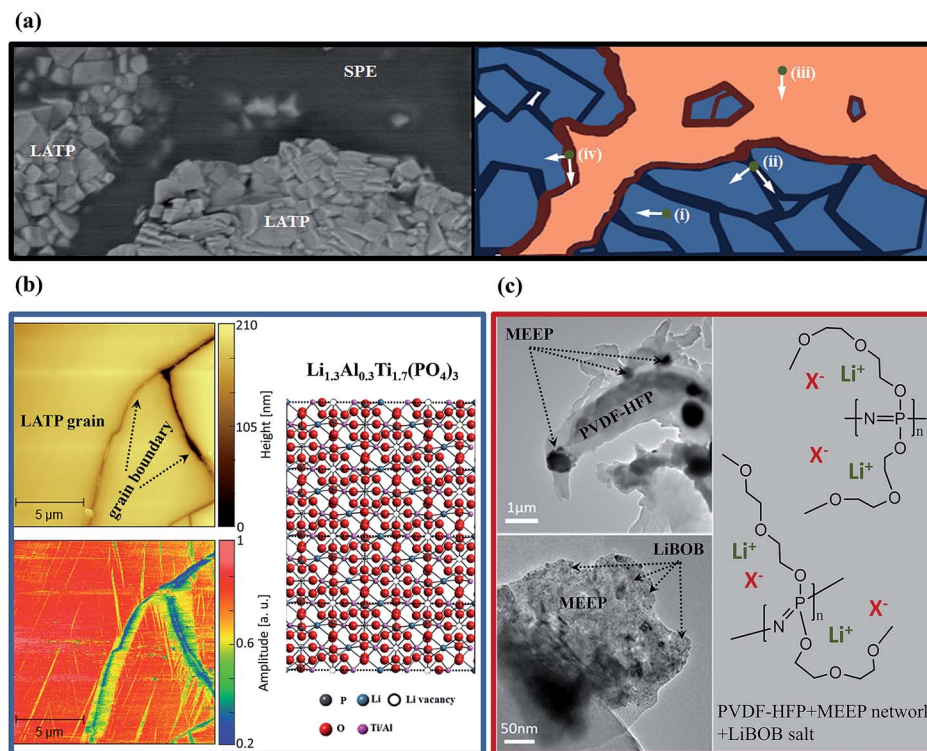 (a)
SPE
LATP
LATP
(iii)
(iv)
(ii)
(i)
(b)
LATP grain
grain boundary
5 µm
210
105
0
Height [nm]
5 µm
1
0.6
0.2
Amplitude [a. u.]
Li1.3Al0.3Ti1.7(PO4)3
P Li Li vacancy
O Ti/Al
(c)
MEEP
PVDF-HFP
1µm
LiBOB
MEEP
50nm
O
O
X-
Li+
O
N=P
n
X-
O
Li+
O
O
O
O
Li+
X-
O
X-
N=P
n
Li+
O
O
O
PVDF-HFP+MEEP network
+LiBOB salt